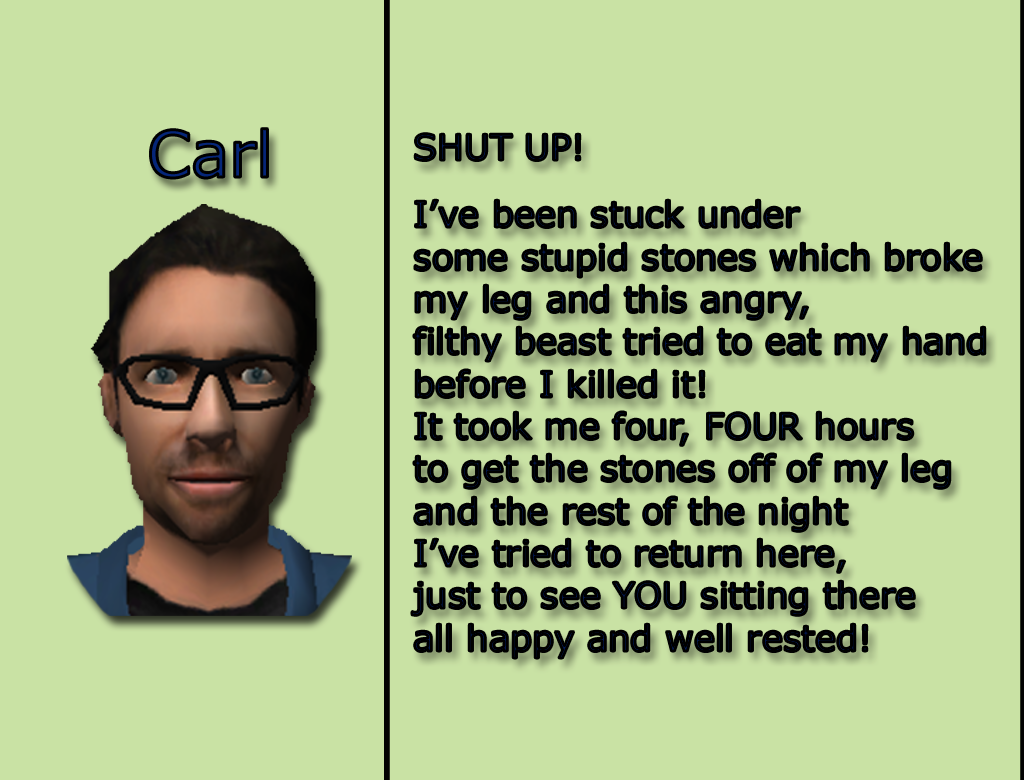 Carl
SHUT UP!
I’ve been stuck under
some stupid stones which broke
my leg and this angry,
filthy beast tried to eat my hand
before I killed it!
It took me four, FOUR hours
to get the stones off of my leg
and the rest of the night
I’ve tried to return here,
just to see YOU sitting there
all happy and well rested!